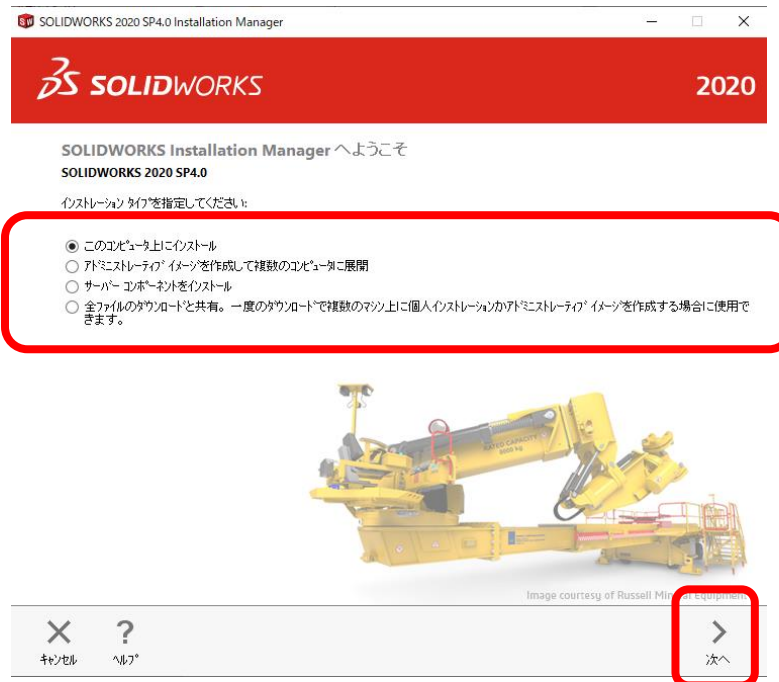 SOLIDWORKS 2020 SP4.0 Installation Manager
SOLIDWORKS
2020
SOLIDWORKS Installation Manager へようこそ
SOLIDWORKS 2020 SP4.0
インストレーション タイプを指定してください:
このコンピュータ上にインストール
アドミニストレーティブ イメージを作成して複数のコンピュータに展開
サーバー コンポーネントをインストール
全ファイルのダウンロードと共有。一度のダウンロードで複数のマシン上に個人インストレーションかアドミニストレーティブ イメージを作成する場合に使用で
きます。
RATED CAPACITY
8000 kg
Image courtesy of Russell Mineral Equipment
キャンセル
ヘルプ
次へ